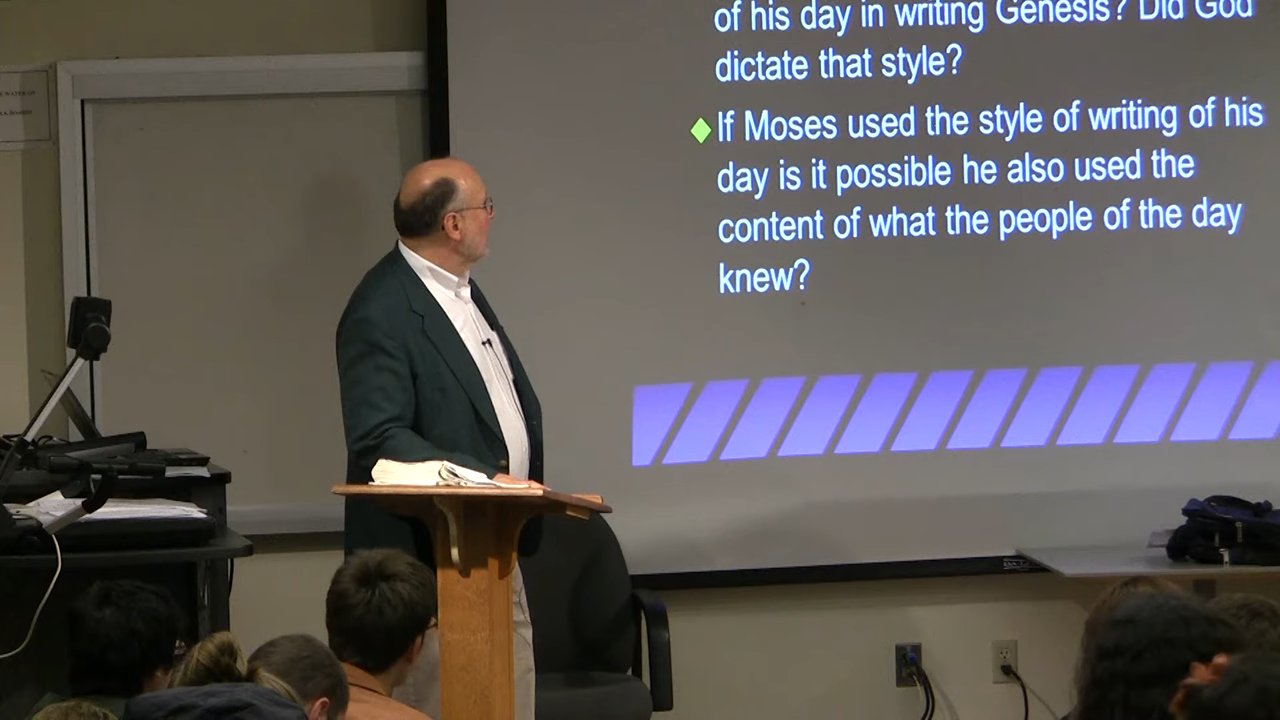 of his day in writing Genesis? Did God
dictate that style?
If Moses used the style of writing of his
day is it possible he also used the
content of what the people of the day
knew?